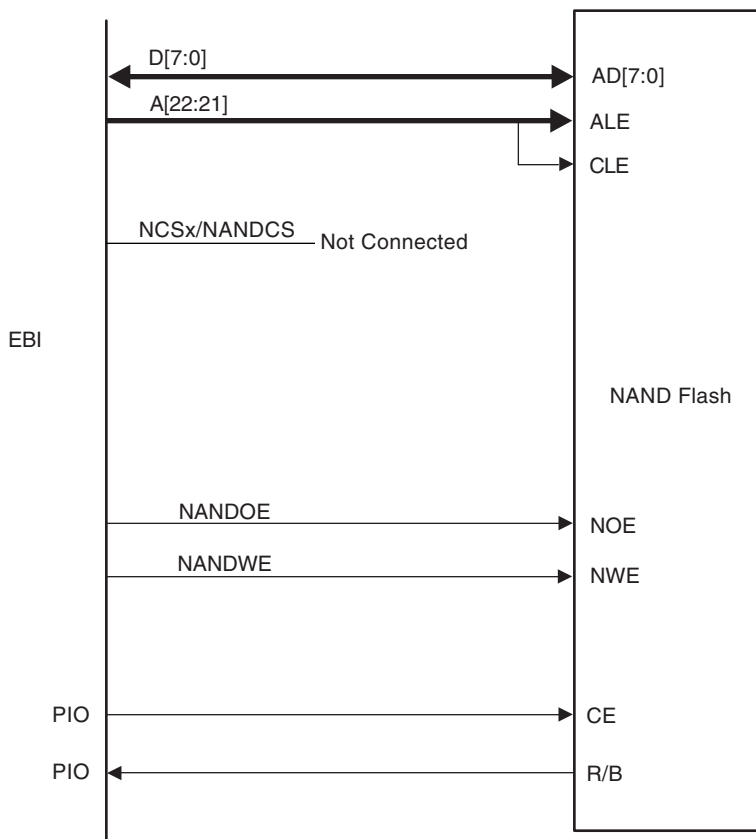 D[7:0]
AD[7:0]
A[22:21]
ALE
CLE
NCSx/NANDCS
Not Connected
EBI
NAND Flash
NANDOE
NOE
NANDWE
NWE
PIO
CE
PIO
R/B